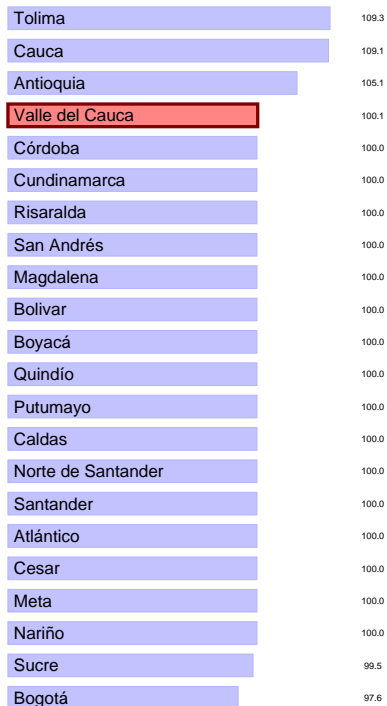 Tolima 109.3
Cauca 109.1
Antioquia 105.1
Valle del Cauca 100.1
Córdoba 100.0
Cundinamarca 100.0
Risaralda 100.0
San Andrés 100.0
Magdalena 100.0
Bolivar 100.0
Boyacá 100.0
Quindío 100.0
Putumayo 100.0
Caldas 100.0
Norte de Santander 100.0
Santander 100.0
Atlántico 100.0
Cesar 100.0
Meta 100.0
Nariño 100.0
Sucre 99.5
Bogotá 97.6